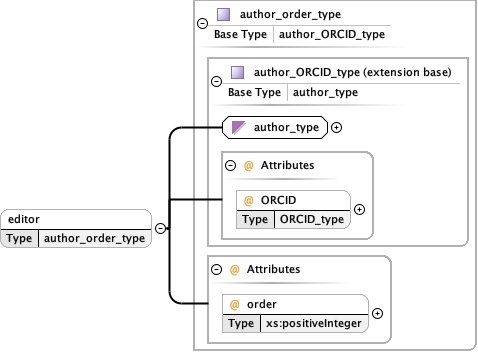 author_order_type
Base Type author_ORCID_type
author_ORCID_type (extension base)
Base Type author_type
author_type
@ Attributes
@ ORCID
Type ORCID_type
editor
Type author_order_type
@ Attributes
@ order
Type xs:positiveInteger